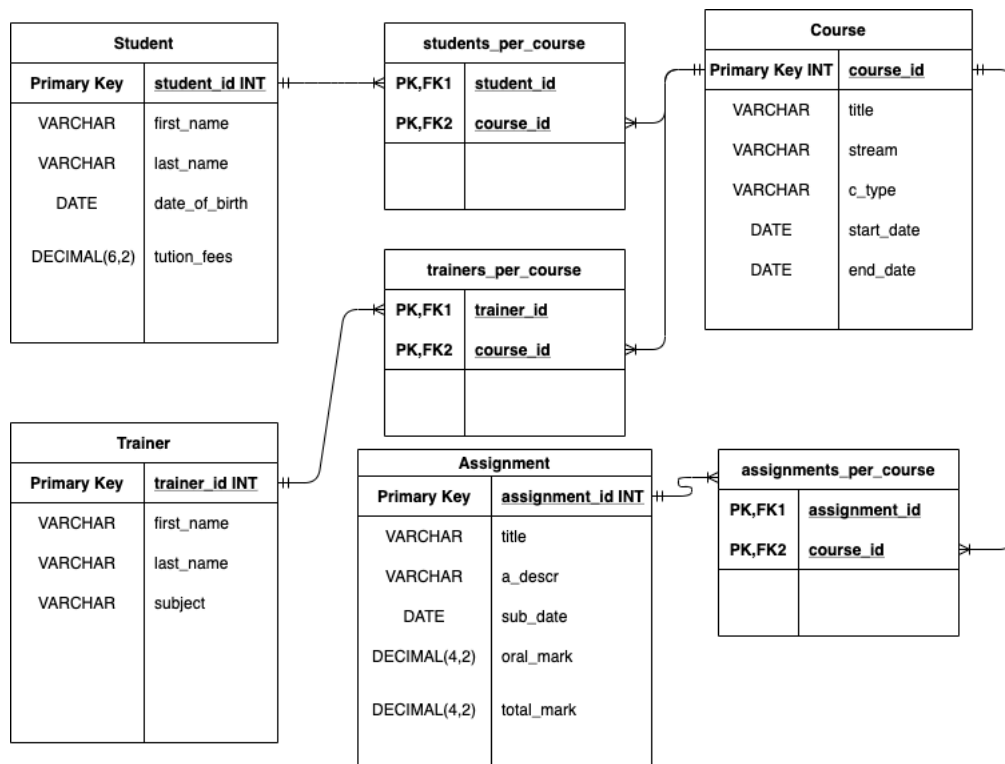 Student
Primary Key student_id INT
VARCHAR first_name
VARCHAR last_name
DATE date_of_birth
DECIMAL(6,2) tution_fees
students_per_course
PK,FK1 student_id
PK,FK2 course_id
Course
Primary Key INT course_id
VARCHAR title
VARCHAR stream
VARCHAR c_type
DATE start_date
DATE end_date
trainers_per_course
PK,FK1 trainer_id
PK,FK2 course_id
Trainer
Primary Key trainer_id INT
VARCHAR first_name
VARCHAR last_name
VARCHAR subject
Assignment
Primary Key assignment_id INT
VARCHAR title
VARCHAR a_descr
DATE sub_date
DECIMAL(4,2) oral_mark
DECIMAL(4,2) total_mark
assignments_per_course
PK,FK1 assignment_id
PK,FK2 course_id